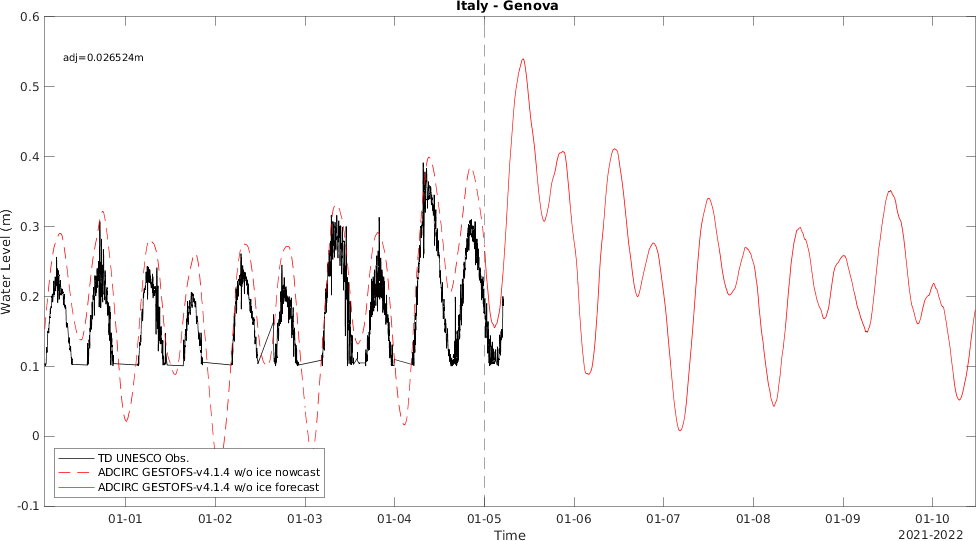 Italy - Genova
adj=0.026524m
0.6
0.5
0.4
0.3
0.2
0.1
0
-0.1
Water Level (m)
TD UNESCO Obs.
ADCIRC GESTOFS-v4.1.4 w/o ice nowcast
ADCIRC GESTOFS-v4.1.4 w/o ice forecast
01-01 01-02 01-03 01-04 01-05 01-06 01-07 01-08 01-09 01-10
Time
2021-2022